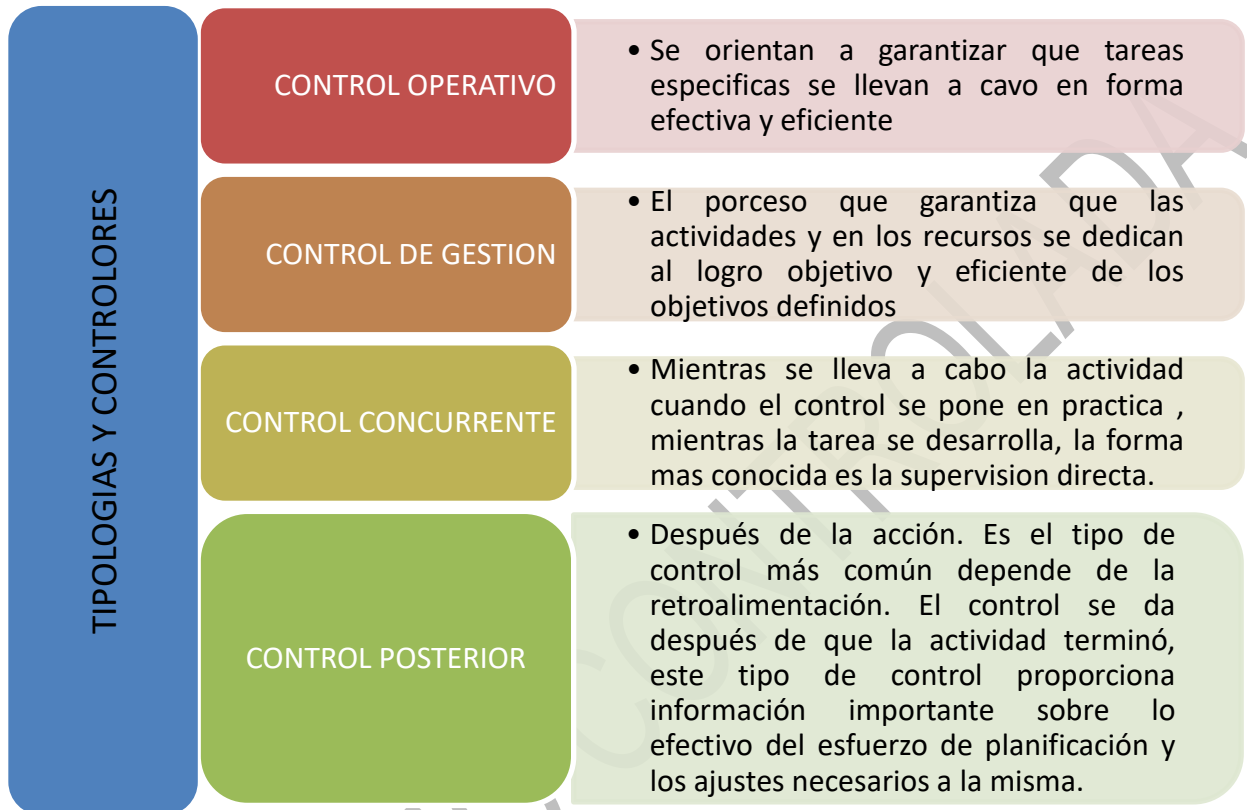 TIPOLOGIAS Y CONTROLORES
CONTROL OPERATIVO
• Se orientan a garantizar que tareas
especificas se llevan a cavo en forma
efectiva y eficiente
CONTROL DE GESTION
• El porceso que garantiza que las
actividades y en los recursos se dedican
al logro objetivo y eficiente de los
objetivos definidos
CONTROL CONCURRENTE
• Mientras se lleva a cabo la actividad
cuando el control se pone en practica ,
mientras la tarea se desarrolla, la forma
mas conocida es la supervision directa.
CONTROL POSTERIOR
• Después de la acción. Es el tipo de
control más común depende de la
retroalimentación. El control se da
después de que la actividad terminó,
este tipo de control proporciona
información importante sobre lo
efectivo del esfuerzo de planificación y
los ajustes necesarios a la misma.
CONTROLADA